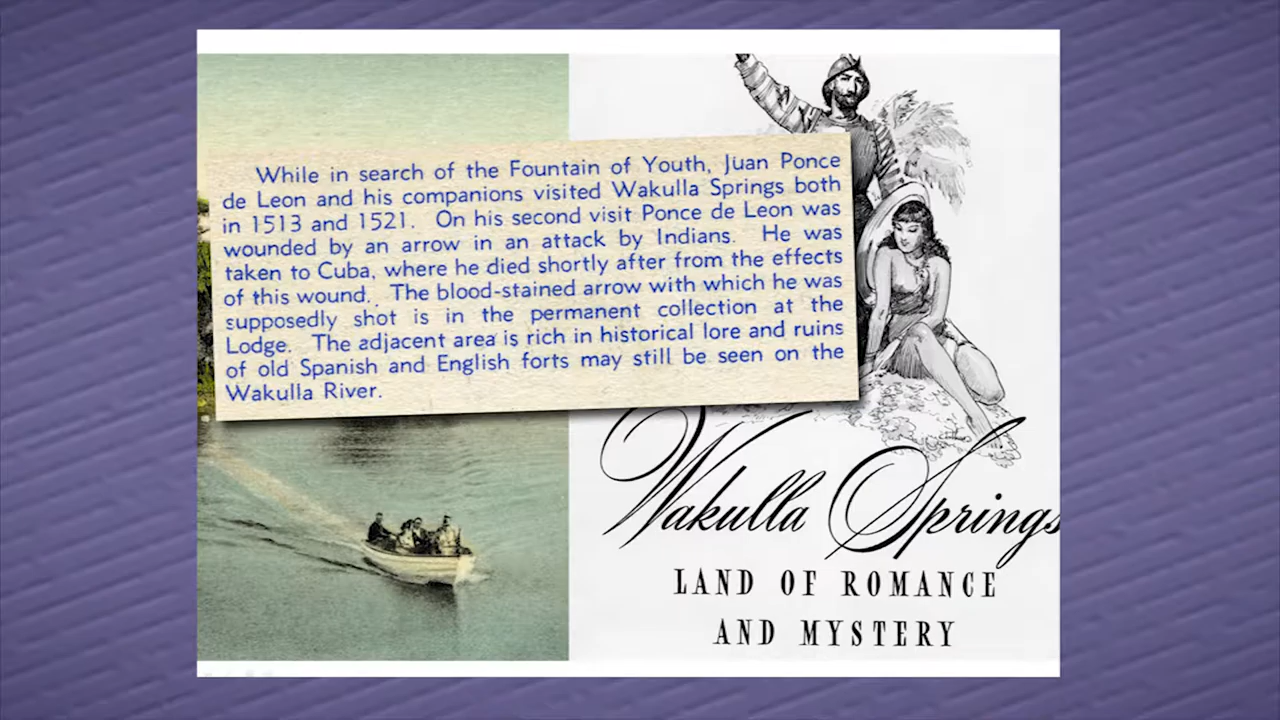 While in search of the Fountain of Youth, Juan Ponce
de Leon and his companions visited Wakulla Springs both
in 1513 and 1521. On his second visit Ponce de Leon was
wounded by an arrow in an attack by Indians. He was
taken to Cuba, where he died shortly after from the effects
of this wound. The blood-stained arrow with which he was
supposedly shot is in the permanent collection at the
Lodge. The adjacent area is rich in historical lore and ruins
of old Spanish and English forts may still be seen on the
Wakulla River.
Wakulla Springs
LAND OF ROMANCE
AND MYSTERY